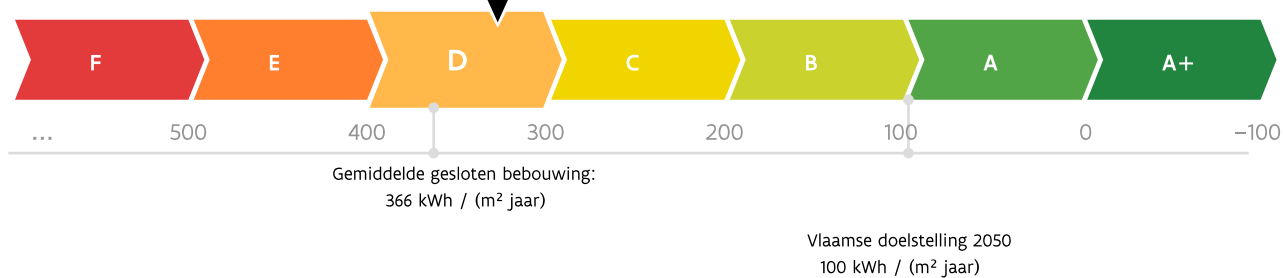 F E D C B A A+
... 500 400 300 200 100 0 −100
Gemiddelde gesloten bebouwing:
366 kWh / (m² jaar)
Vlaamse doelstelling 2050
100 kWh / (m² jaar)